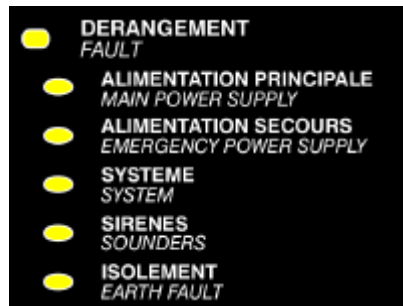 DERANGEMENT
FAULT
ALIMENTATION PRINCIPALE
MAIN POWER SUPPLY
ALIMENTATION SECOURS
EMERGENCY POWER SUPPLY
SYSTEME
SYSTEM
SIRENES
SOUNDERS
ISOLEMENT
EARTH FAULT